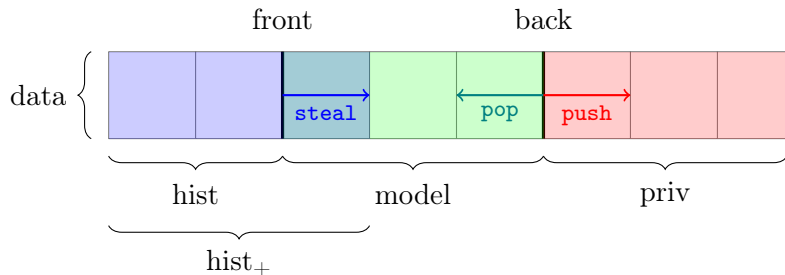 front back
data
steal pop push
hist model priv
hist₊